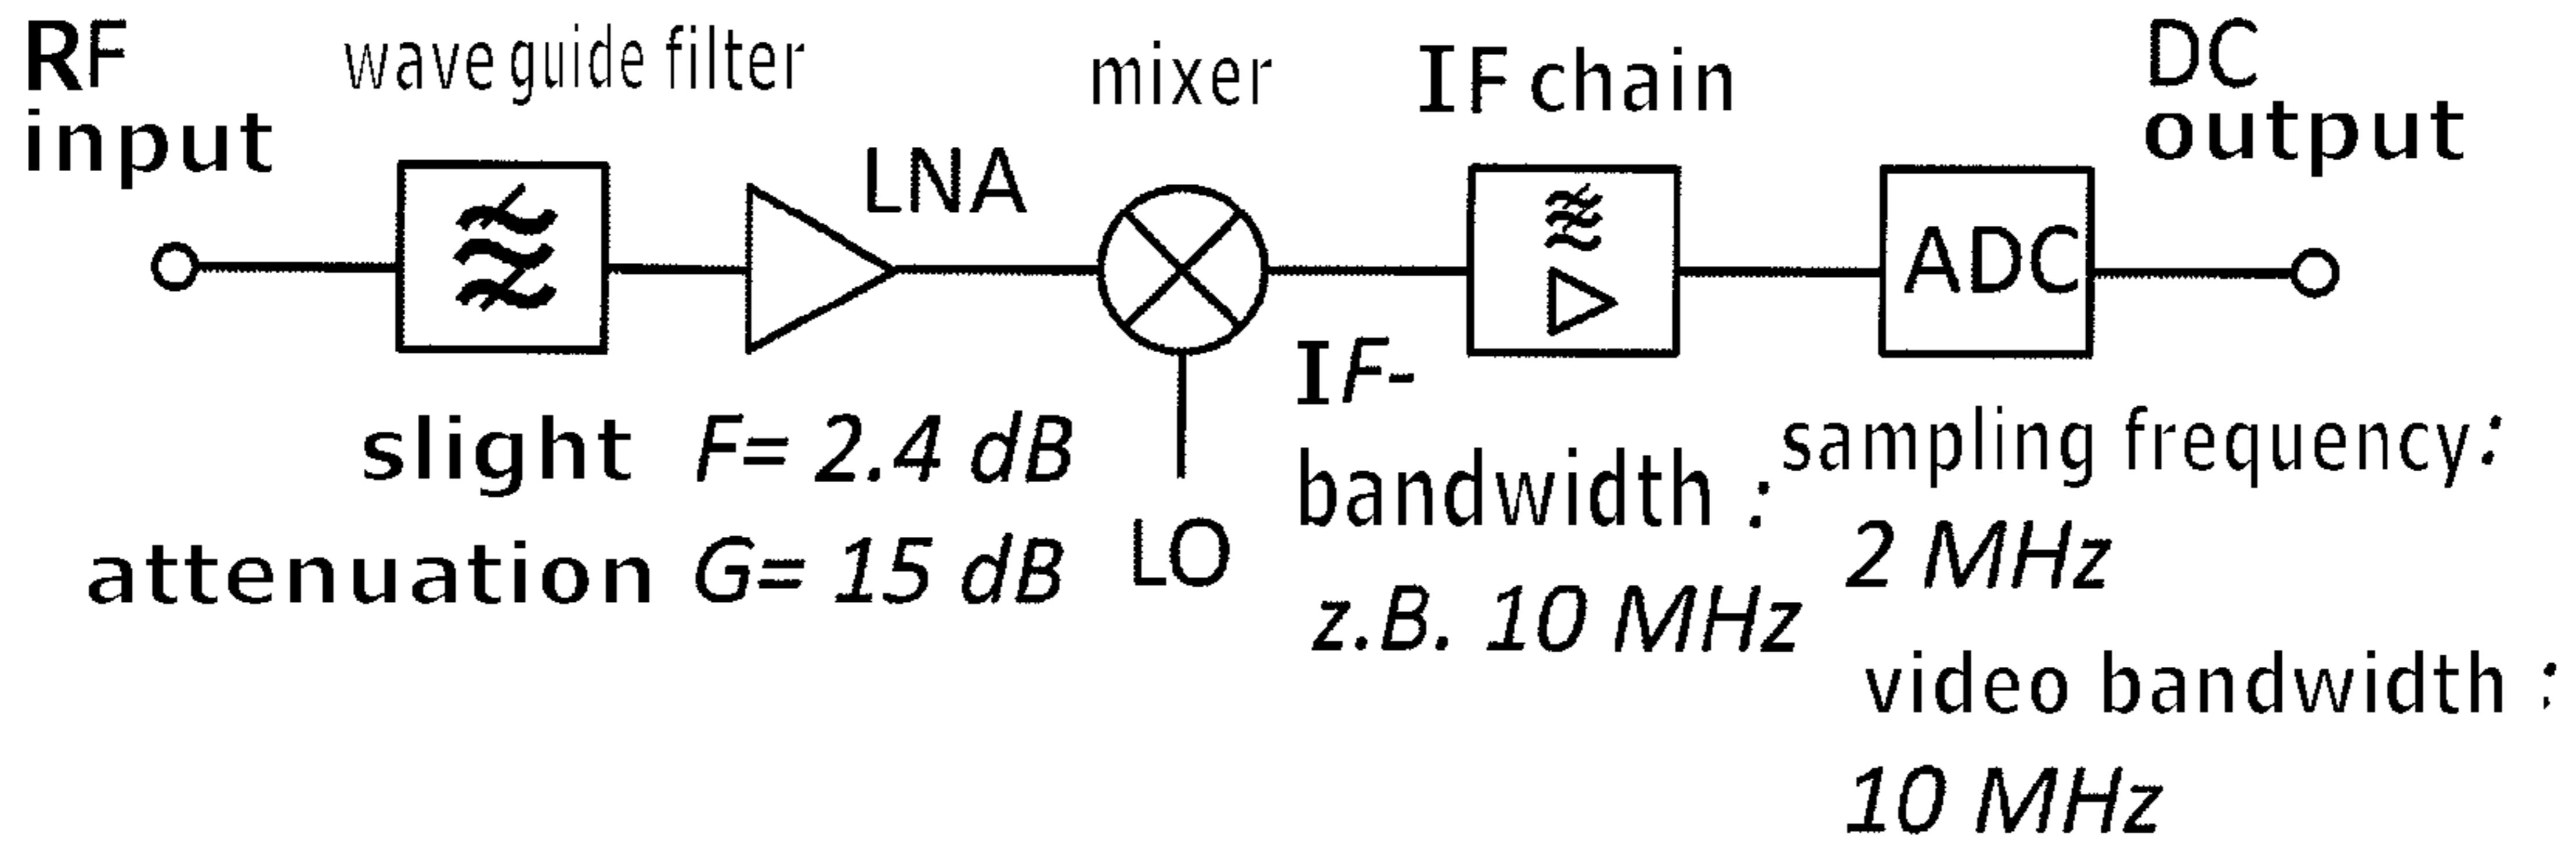 RF
input
wave guide filter
LNA
mixer
IF chain
ADC
DC
output
slight
attenuation
F= 2.4 dB
G= 15 dB
LO
IF-
bandwidth :
z.B. 10 MHz
sampling frequency:
2 MHz
video bandwidth :
10 MHz